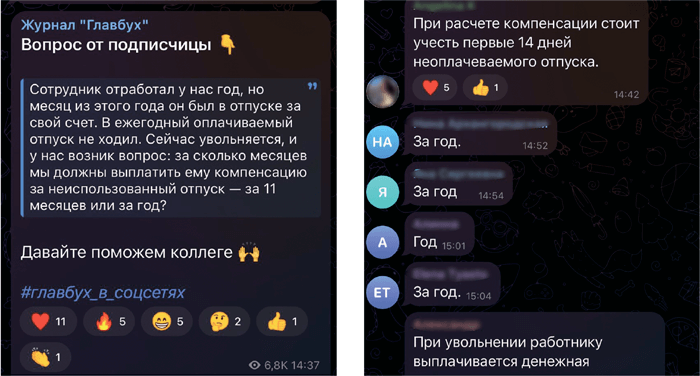 Журнал "Главбух"
Вопрос от подписчицы 👇
Сотрудник отработал у нас год, но
месяц из этого года он был в отпуске за
свой счет. В ежегодный оплачиваемый
отпуск не ходил. Сейчас увольняется, и
у нас возник вопрос: за сколько месяцев
мы должны выплатить ему компенсацию
за неиспользованный отпуск — за 11
месяцев или за год?
Давайте поможем коллеге 🙌
#главбух_в_соцсетях
❤️ 11 🔥 5 😁 5 🤔 2 👍 1
👏 1
6,8K 14:37
При расчете компенсации стоит
учесть первые 14 дней
неоплачеваемого отпуска.
❤️ 5 👍 1
14:42
НА
За год.
14:52
Я
За год
14:54
А
Год
15:01
ЕТ
За год.
15:04
Александр
При увольнении работнику
выплачивается денежная